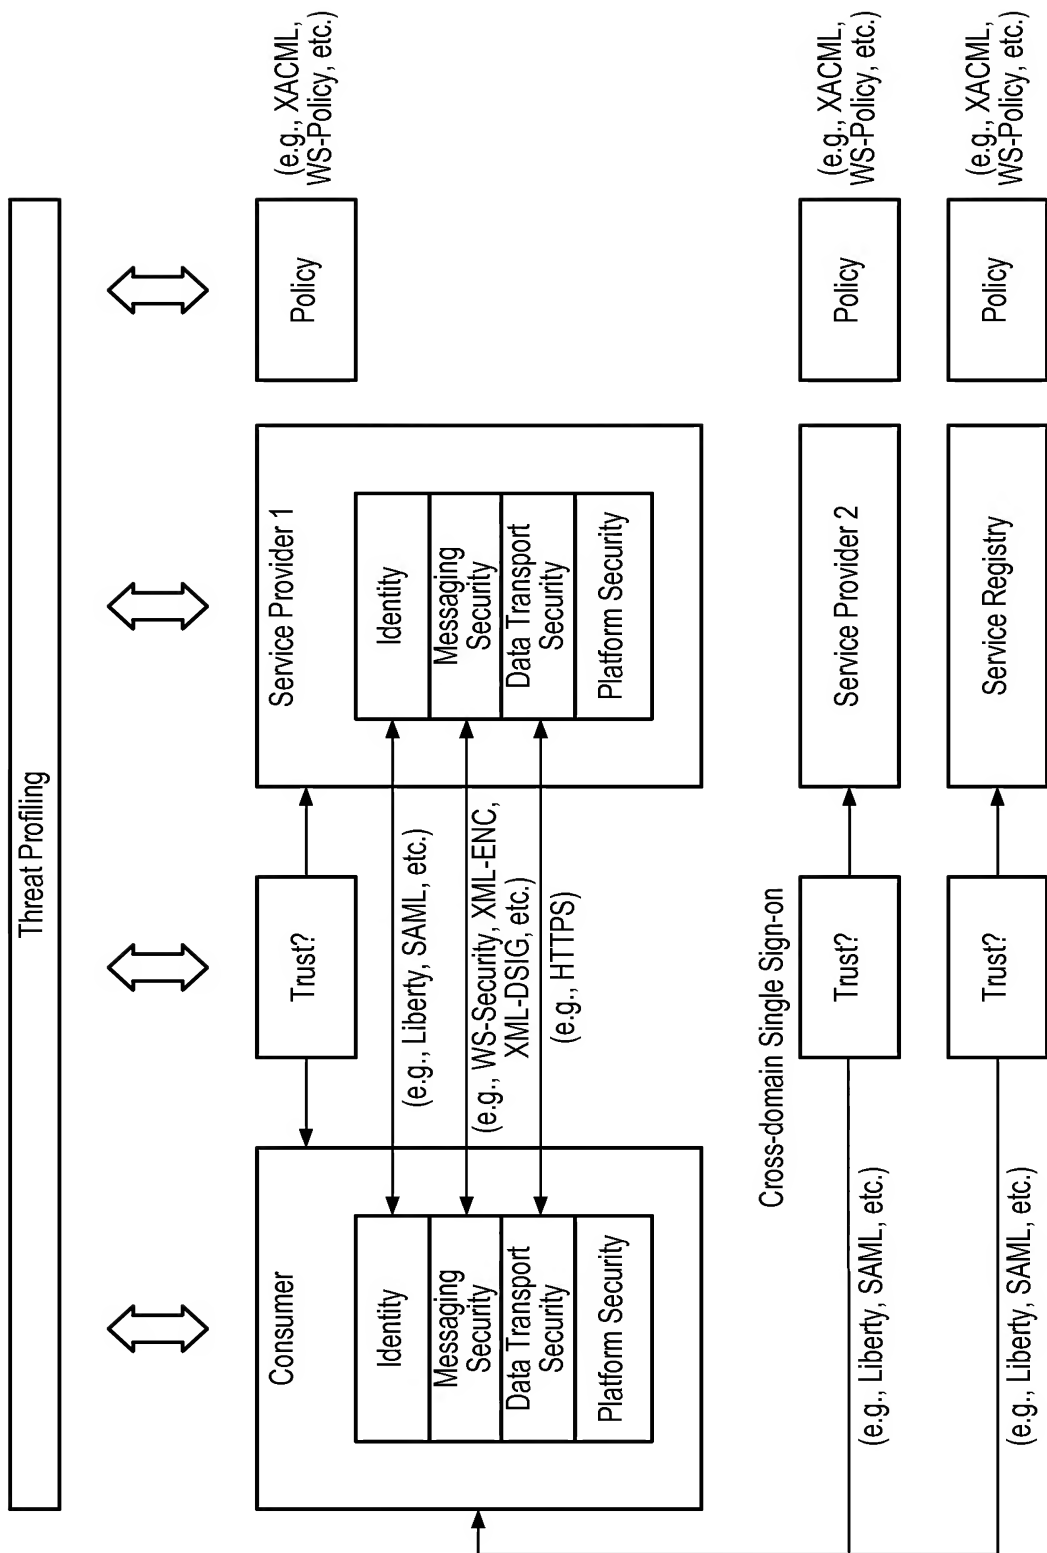 Threat Profiling
Consumer
Identity
Messaging
Security
Data Transport
Security
Platform Security
Trust?
(e.g., Liberty, SAML, etc.)
(e.g., WS-Security, XML-ENC,
XML-DSIG, etc.)
(e.g., HTTPS)
Service Provider 1
Identity
Messaging
Security
Data Transport
Security
Platform Security
Policy
(e.g., XACML,
WS-Policy, etc.)
Cross-domain Single Sign-on
(e.g., Liberty, SAML, etc.)
Trust?
Service Provider 2
Policy
(e.g., XACML,
WS-Policy, etc.)
(e.g., Liberty, SAML, etc.)
Trust?
Service Registry
Policy
(e.g., XACML,
WS-Policy, etc.)